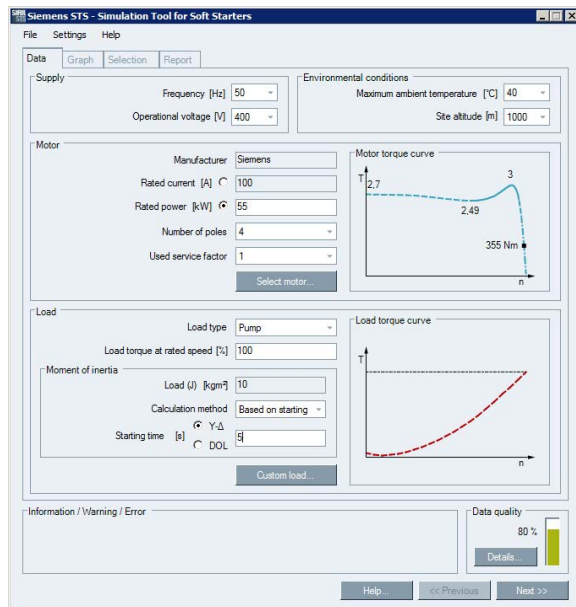 SIRIUS STS Siemens STS - Simulation Tool for Soft Starters
File Settings Help
Data Graph Selection Report
Supply
Frequency [Hz] 50
Operational voltage [V] 400
Environmental conditions
Maximum ambient temperature [°C] 40
Site altitude [m] 1000
Motor
Manufacturer Siemens
Rated current [A] 100
Rated power [kW] 55
Number of poles 4
Used service factor 1
Select motor...
Motor torque curve
T
2,7
3
2,49
355 Nm
n
Load
Load type Pump
Load torque at rated speed [%] 100
Moment of inertia
Load (J) [kgm²] 10
Calculation method Based on starting
Starting time [s] Y-Δ
DOL
5
Custom load...
Load torque curve
T
n
Information / Warning / Error
Data quality
80 %
Details...
Help... << Previous Next >>